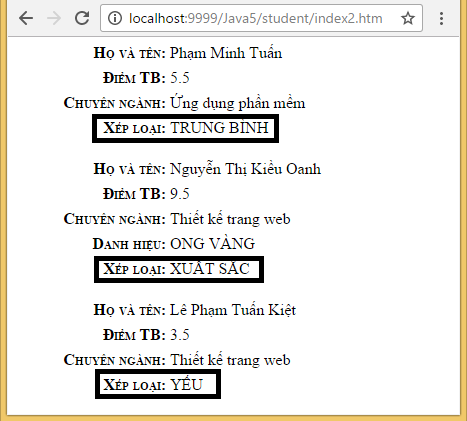 localhost:9999/Java5/student/index2.htm
Họ và tên: Phạm Minh Tuấn
Điểm TB: 5.5
Chuyên ngành: Ứng dụng phần mềm
Xếp loại: TRUNG BÌNH
Họ và tên: Nguyễn Thị Kiều Oanh
Điểm TB: 9.5
Chuyên ngành: Thiết kế trang web
Danh hiệu: ONG VÀNG
Xếp loại: XUẤT SẮC
Họ và tên: Lê Phạm Tuấn Kiệt
Điểm TB: 3.5
Chuyên ngành: Thiết kế trang web
Xếp loại: YẾU